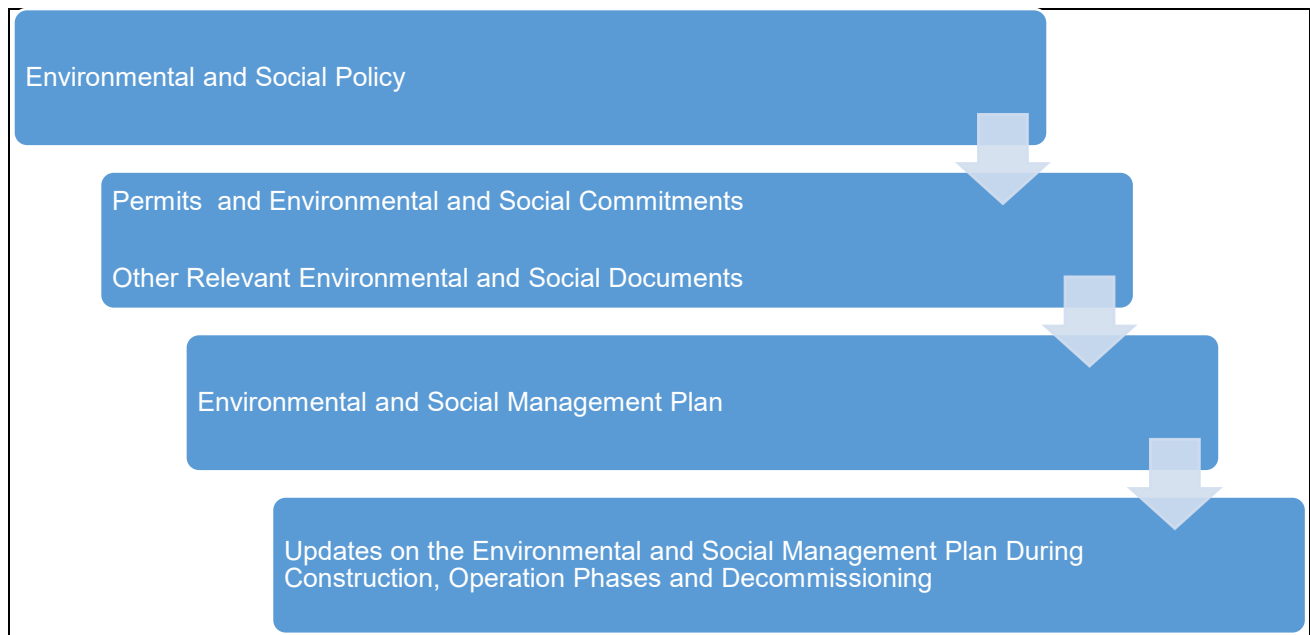 Environmental and Social Policy
Permits  and Environmental and Social Commitments
Other Relevant Environmental and Social Documents
Environmental and Social Management Plan
Updates on the Environmental and Social Management Plan During
Construction, Operation Phases and Decommissioning